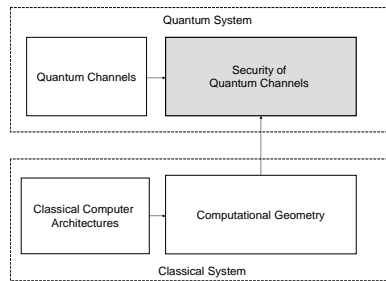 Quantum System
Quantum Channels
Security of
Quantum Channels
Classical Computer
Architectures
Computational Geometry
Classical System